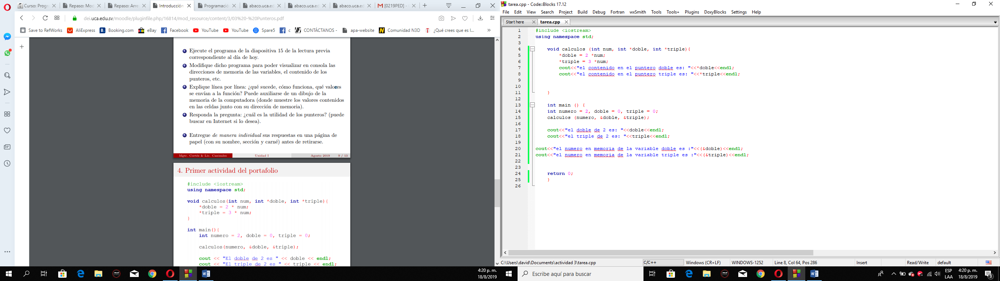 Curso: Progr
Repaso: Mod
Repaso: Arre
Introducción
Programació
abaco.uca.ed
abaco.uca.ed
abaco.uca.ed
[0219PED] -
dei.uca.edu.sv/moodle/pluginfile.php/16814/mod_resource/content/3/03%20-%20Punteros.pdf
Save to RefWorks
AliExpress
Booking.com
eBay
Facebook
YouTube
YouTube
Spare5
c
CONTÁCTANOS -
apa-website
Comunidad N3D
¿Qué crees que es l...
Ejecute el programa de la diapositiva 15 de la lectura previa
correspondiente al día de hoy.
Modifique dicho programa para poder visualizar en consola las
direcciones de memoria de las variables, el contenido de los
punteros, etc.
Explique línea por línea: ¿qué sucede, cómo funciona, qué valores
se envían a la función? Puede auxiliarse de un dibujo de la
memoria de la computadora (donde muestre los valores contenidos
en las celdas junto con su dirección de memoria).
Responda la pregunta: ¿cuál es la utilidad de los punteros? (puede
buscar en Internet si lo desea).
Entregue de manera individual sus respuestas en una página de
papel (con su nombre, sección y carné) antes de retirarse.
Mgtr. Cortés & Lic. Canizales Unidad I Agosto 2019 9 / 13
4. Primer actividad del portafolio
#include <iostream>
using namespace std;
void calculos(int num, int *doble, int *triple){
*doble = 2 * num;
*triple = 3 * num;
}
int main(){
int numero = 2, doble = 0, triple = 0;
calculos(numero, &doble, &triple);
cout << "El doble de 2 es " << doble << endl;
cout << "El triple de 2 es " << triple << endl;
4:20 p. m.
18/8/2019
tarea.cpp - Code::Blocks 17.12
File Edit View Search Project Build Debug Fortran wxSmith Tools Tools+ Plugins DoxyBlocks Settings Help
Start here
tarea.cpp
1 #include <iostream>
2 using namespace std;
3
4 void calculos (int num, int *doble, int *triple){
5 *doble = 2 *num;
6 *triple = 3 *num;
7 cout<<"el contenido en el puntero doble es: "<<*doble<<endl;
8 cout<<"el contenido en el puntero triple es: "<<*triple<<endl;
9
10
11 }
12
13 int main () {
14 int numero = 2, doble = 0, triple = 0;
15 calculos (numero, &doble, &triple);
16
17 cout<<"el doble de 2 es: "<<doble<<endl;
18 cout<<"el triple de 2 es: "<<triple<<endl;
19
20 cout<<"el numero en memoria de la variable doble es :"<<(&doble)<<endl;
21 cout<<"el numero en memoria de la variable triple es :"<<(&triple)<<endl;
22
23
24 return 0;
25 }
26
C:\Users\david\Documents\actividad 3\tarea.cpp
C/C++
Windows (CR+LF)
WINDOWS-1252
Line 8, Col 64, Pos 286
Insert
Read/Write
default
Escribe aquí para buscar
ESP
LAA
4:20 p. m.
18/8/2019
3